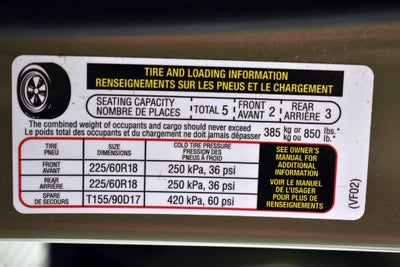 TIRE AND LOADING INFORMATION
RENSEIGNEMENTS SUR LES PNEUS ET LE CHARGEMENT
SEATING CAPACITY
NOMBRE DE PLACES
TOTAL 5
FRONT
AVANT 2
REAR
ARRIÈRE 3
The combined weight of occupants and cargo should never exceed
Le poids total des occupants et du chargement ne doit jamais dépasser
385 kg or
kg ou 850 lbs.
lb.
TIRE
PNEU
SIZE
DIMENSIONS
COLD TIRE PRESSURE
PRESSION DES
PNEUS À FROID
FRONT
AVANT
225/60R18
250 kPa, 36 psi
REAR
ARRIÈRE
225/60R18
250 kPa, 36 psi
SPARE
DE SECOURS
T155/90D17
420 kPa, 60 psi
SEE OWNER'S
MANUAL FOR
ADDITIONAL
INFORMATION
VOIR LE MANUEL
DE L'USAGER
POUR PLUS DE
RENSEIGNEMENTS
(VF02)